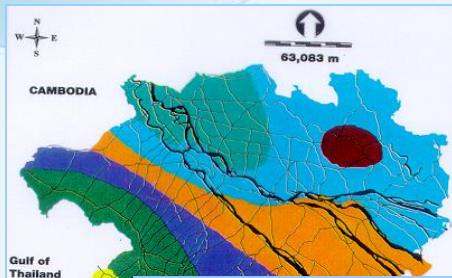 N
W E
S
63,083 m
CAMBODIA
Gulf of
Thailand